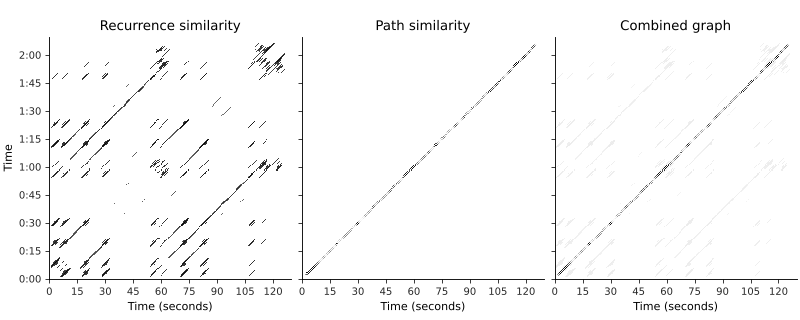 Recurrence similarity
Path similarity
Combined graph
Time
2:00
1:45
1:30
1:15
1:00
0:45
0:30
0:15
0:00
0 15 30 45 60 75 90 105 120
0 15 30 45 60 75 90 105 120
0 15 30 45 60 75 90 105 120
Time (seconds)
Time (seconds)
Time (seconds)